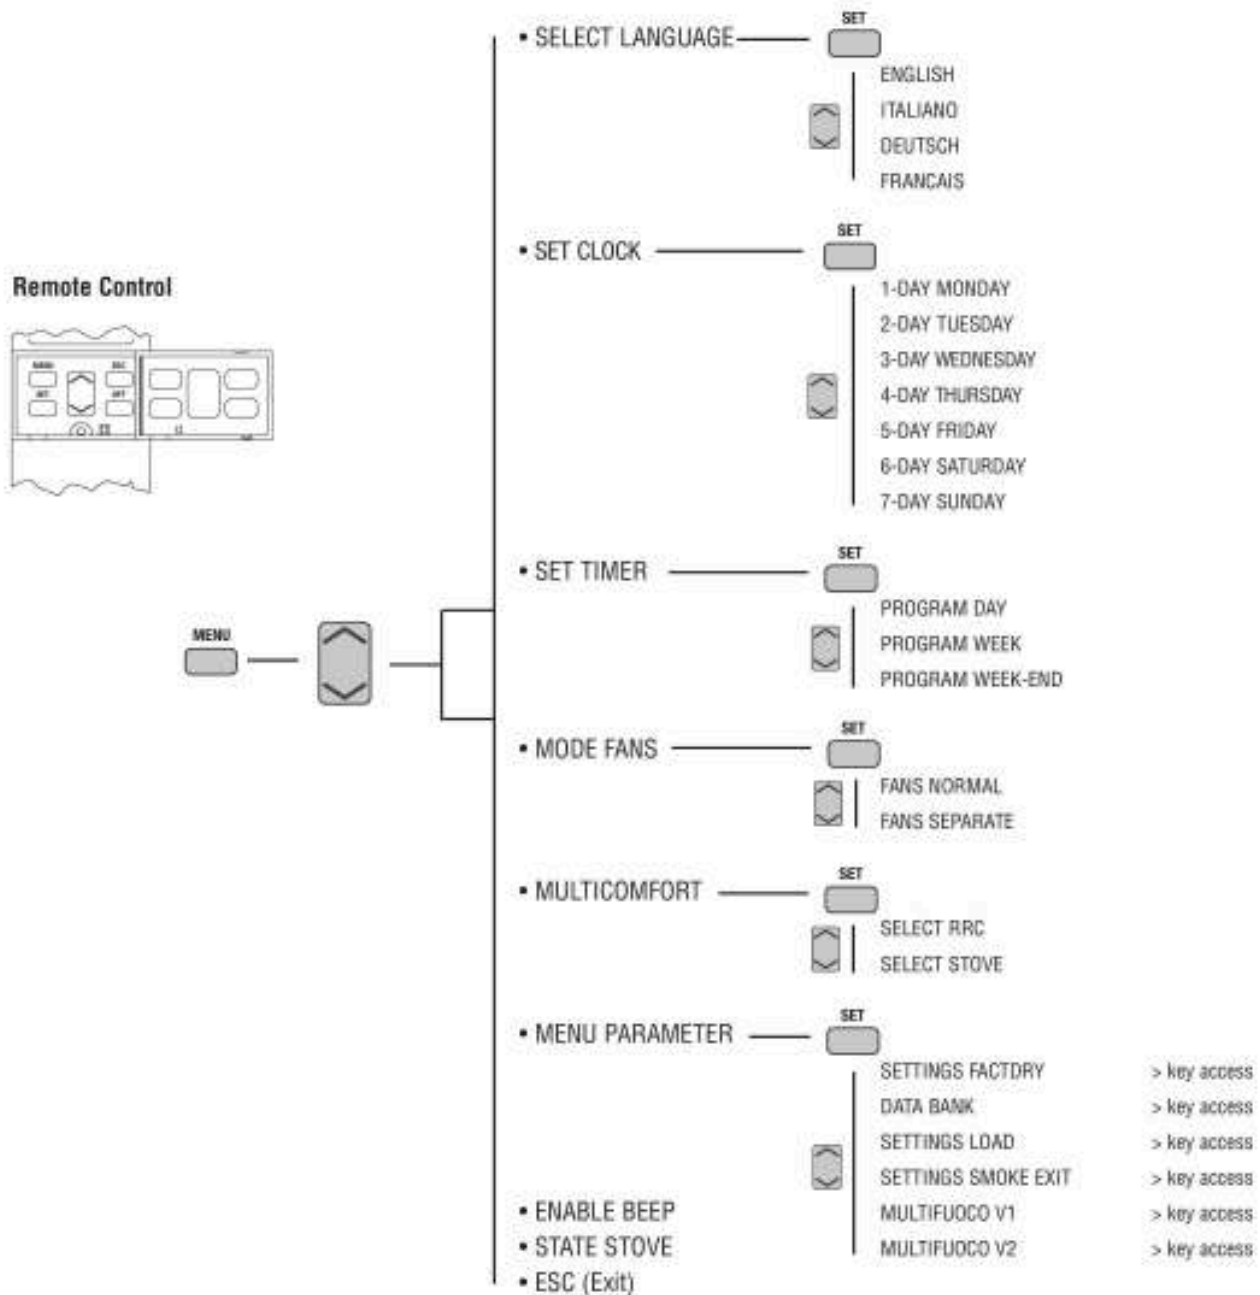 • SELECT LANGUAGE
SET
ENGLISH
ITALIANO
DEUTSCH
FRANCAIS
• SET CLOCK
SET
1-DAY MONDAY
2-DAY TUESDAY
3-DAY WEDNESDAY
4-DAY THURSDAY
5-DAY FRIDAY
6-DAY SATURDAY
7-DAY SUNDAY
Remote Control
MENU
ESC
SET
• SET TIMER
SET
PROGRAM DAY
PROGRAM WEEK
PROGRAM WEEK-END
MENU
• MODE FANS
SET
FANS NORMAL
FANS SEPARATE
• MULTICOMFORT
SET
SELECT RRC
SELECT STOVE
• MENU PARAMETER
SET
SETTINGS FACTDRY > key access
DATA BANK > key access
SETTINGS LOAD > key access
SETTINGS SMOKE EXIT > key access
MULTIFUOCO V1 > key access
MULTIFUOCO V2 > key access
• ENABLE BEEP
• STATE STOVE
• ESC (Exit)